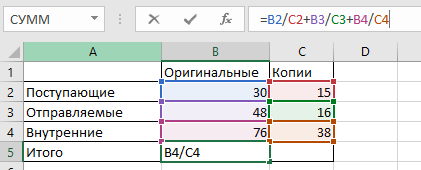 СУММ =B2/C2+B3/C3+B4/C4
A B C D
1 Оригинальные Копии
2 Поступающие 30 15
3 Отправляемые 48 16
4 Внутренние 76 38
5 Итого B4/C4